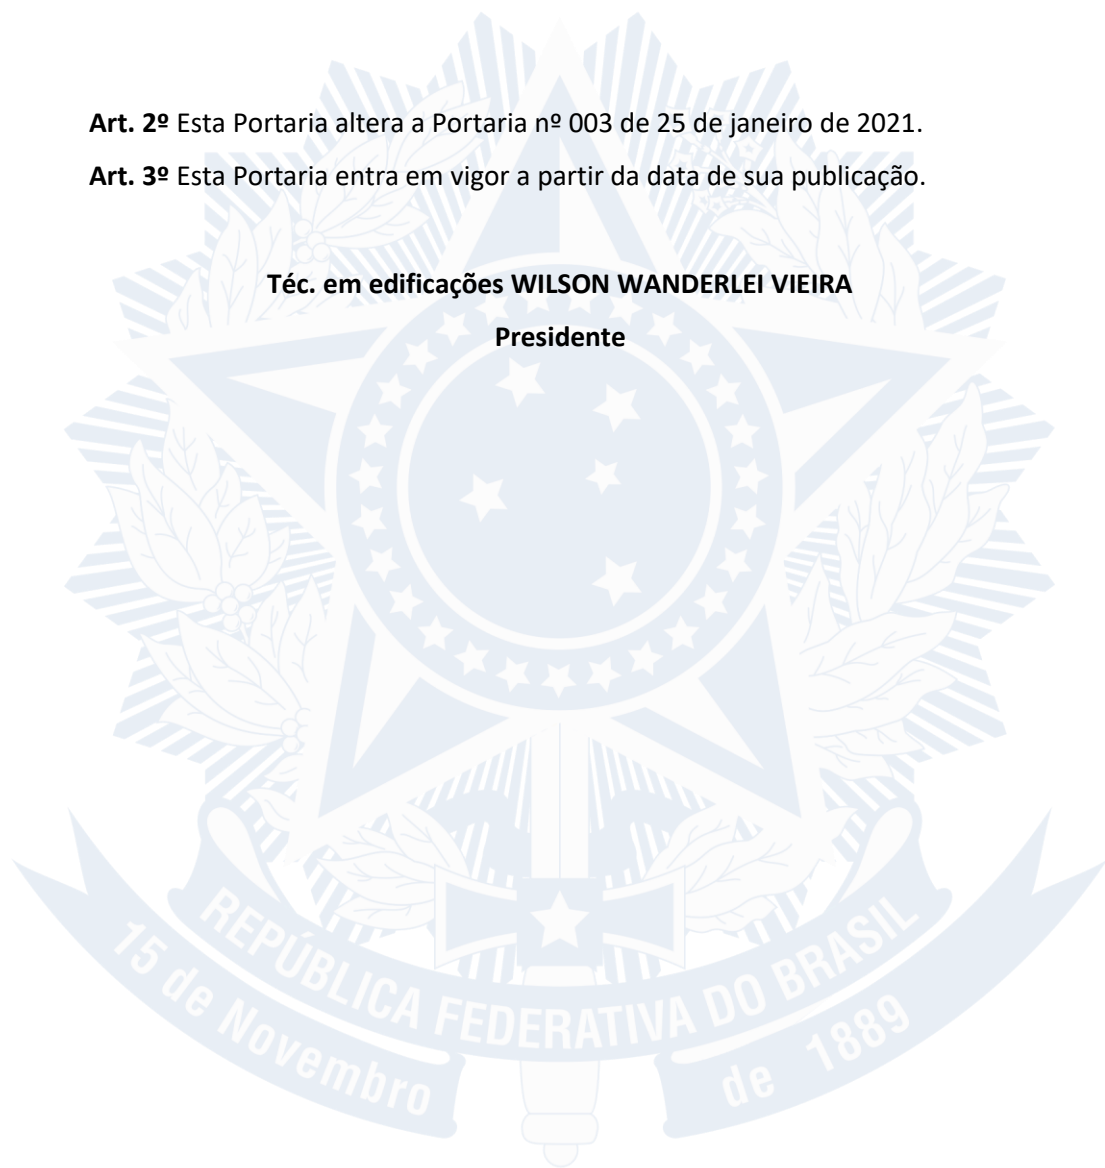 Art. 2º Esta Portaria altera a Portaria nº 003 de 25 de janeiro de 2021.
Art. 3º Esta Portaria entra em vigor a partir da data de sua publicação.
Téc. em edificações WILSON WANDERLEI VIEIRA
Presidente
REPÚBLICA FEDERATIVA DO BRASIL
15 de Novembro de 1889